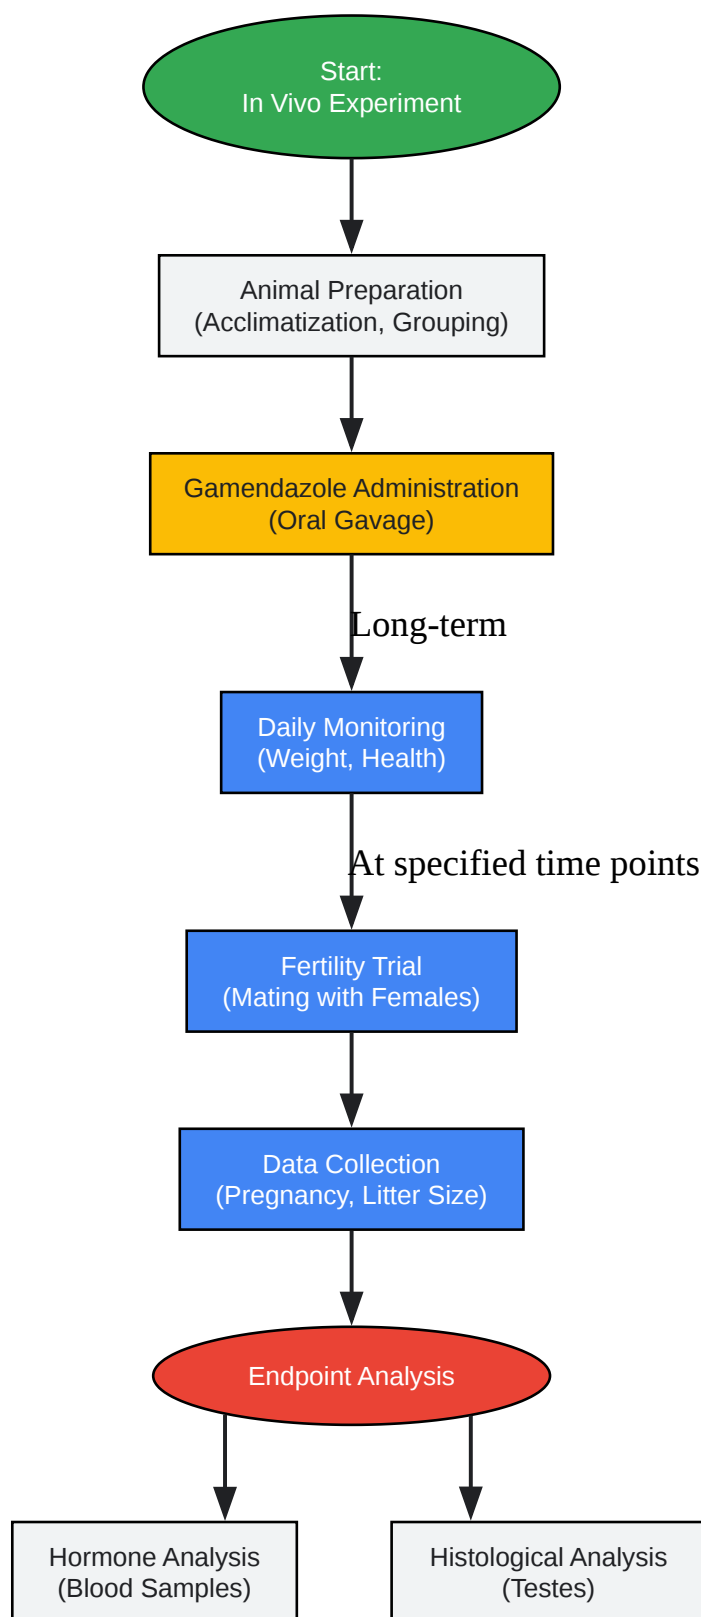 Start:
In Vivo Experiment
Animal Preparation
(Acclimatization, Grouping)
Gamendazole Administration
(Oral Gavage)
Long-term
Daily Monitoring
(Weight, Health)
At specified time points
Fertility Trial
(Mating with Females)
Data Collection
(Pregnancy, Litter Size)
Endpoint Analysis
Hormone Analysis
(Blood Samples)
Histological Analysis
(Testes)